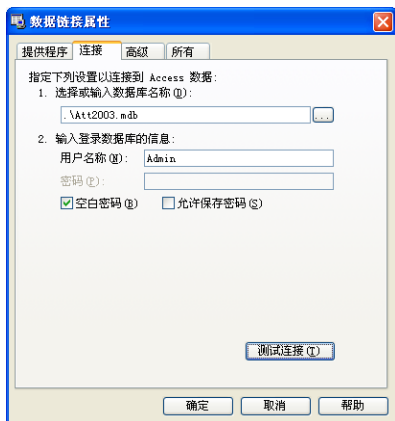 数据链接属性
提供程序 连接 高级 所有
指定下列设置以连接到 Access 数据:
1. 选择或输入数据库名称(D):
.\Att2003.mdb
...
2. 输入登录数据库的信息:
用户名称(N): Admin
密码(P):
空白密码(B) 允许保存密码(S)
测试连接(T)
确定 取消 帮助